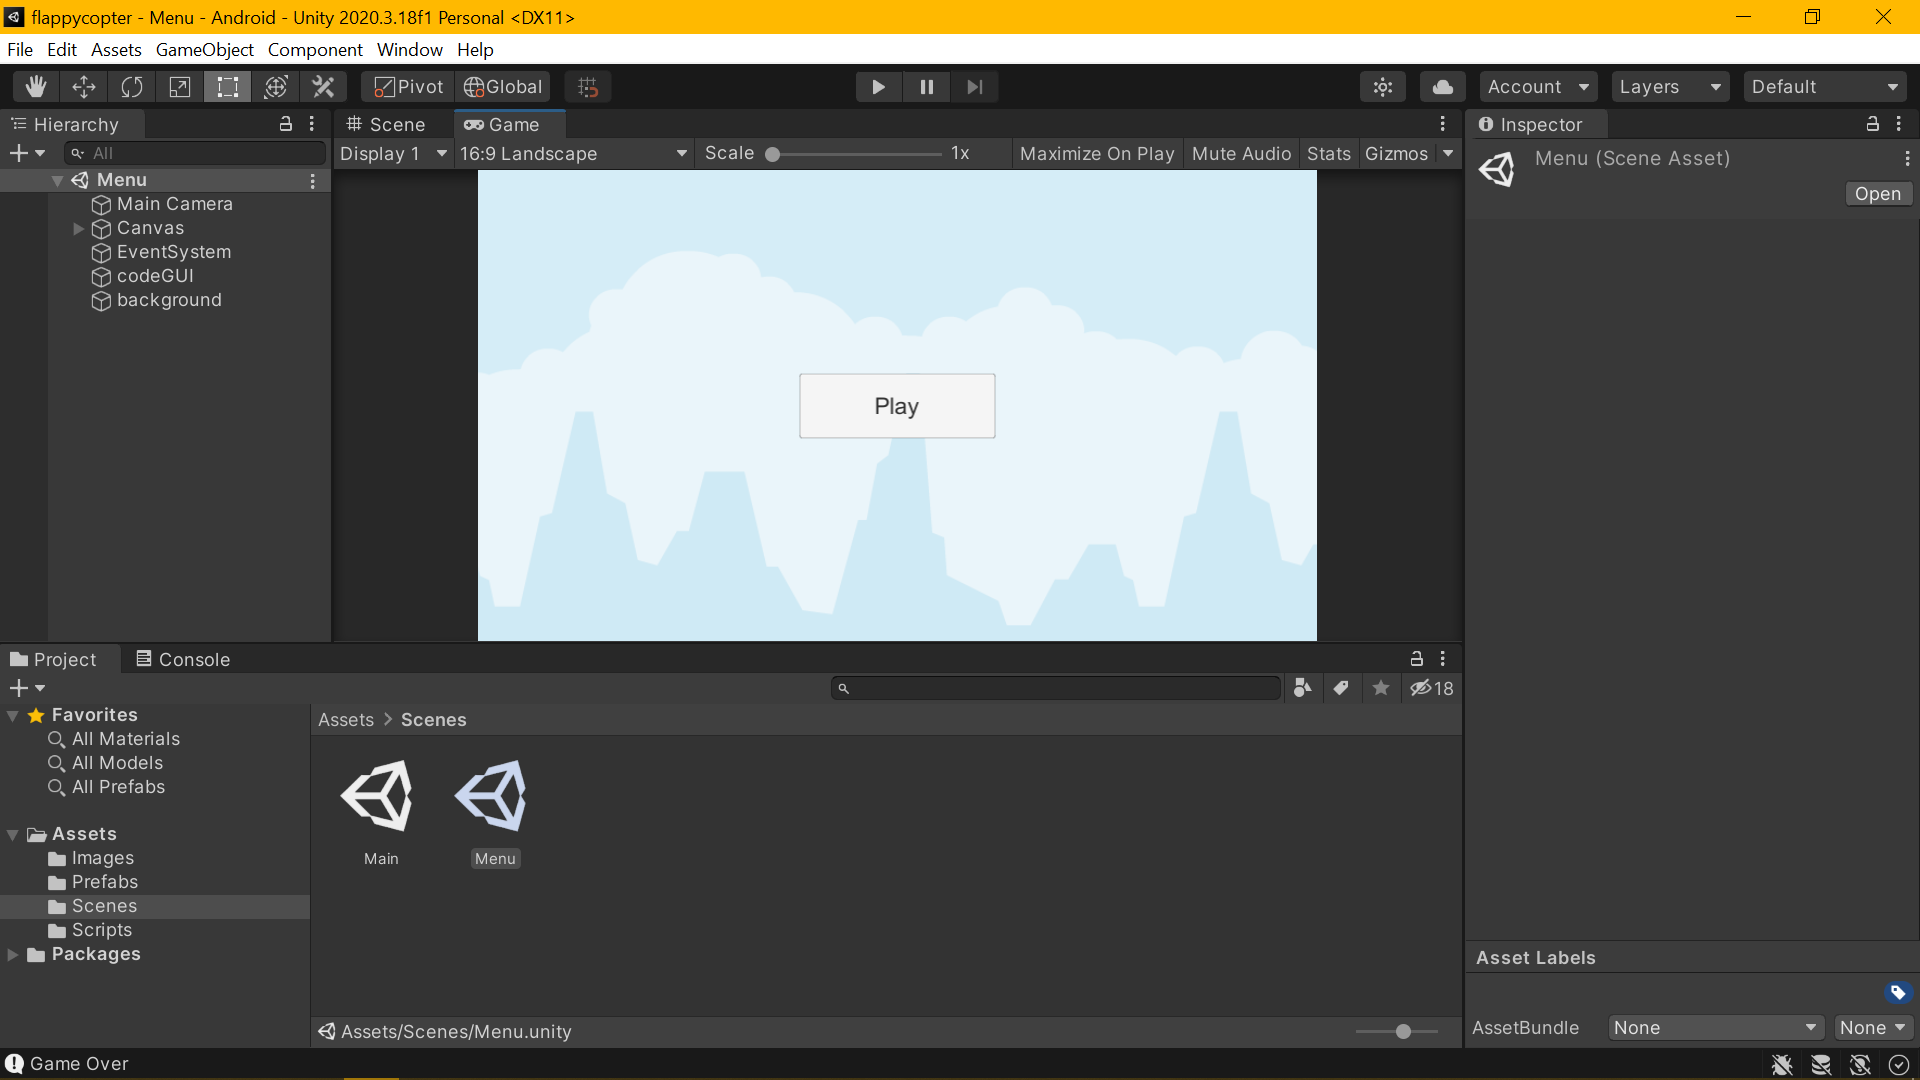 flappycopter - Menu - Android - Unity 2020.3.18f1 Personal <DX11>
File Edit Assets GameObject Component Window Help
Pivot Global Account Layers Default
Hierarchy
All
Menu
Main Camera
Canvas
EventSystem
codeGUI
background
Scene Game
Display 1 16:9 Landscape Scale 1x Maximize On Play Mute Audio Stats Gizmos
Play
Inspector
Menu (Scene Asset)
Open
Project Console
18
Favorites
All Materials
All Models
All Prefabs
Assets
Images
Prefabs
Scenes
Scripts
Packages
Assets > Scenes
Main Menu
Assets/Scenes/Menu.unity
Asset Labels
AssetBundle None None
Game Over